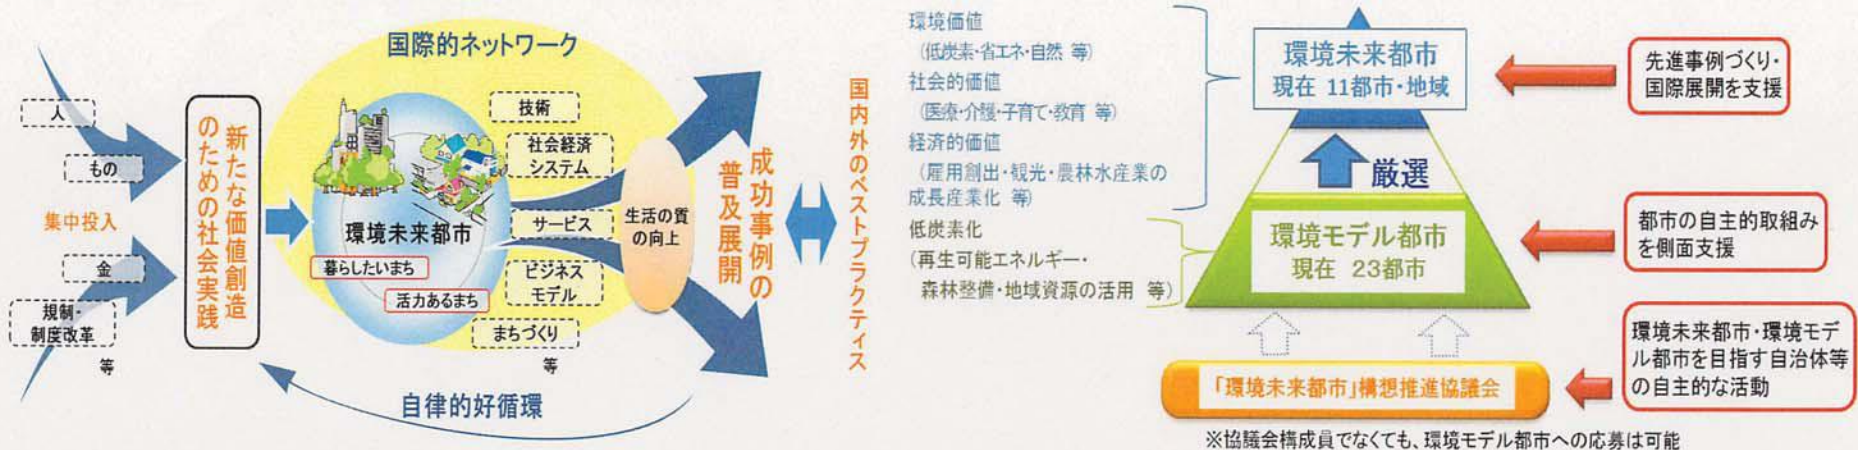 人
もの
集中投入
金
規制・
制度改革
等
新たな価値創造
のための社会実践
国際的ネットワーク
技術
社会経済
システム
サービス
ビジネス
モデル
まちづくり
等
環境未来都市
暮らしたいまち
活力あるまち
生活の質
の向上
自律的好循環
成功事例の
普及展開
国内外のベストプラクティス
環境価値
(低炭素・省エネ・自然 等)
社会的価値
(医療・介護・子育て・教育 等)
経済的価値
(雇用創出・観光・農林水産業の
成長産業化 等)
低炭素化
(再生可能エネルギー・
森林整備・地域資源の活用 等)
環境未来都市
現在 11都市・地域
厳選
環境モデル都市
現在 23都市
「環境未来都市」構想推進協議会
※協議会構成員でなくても、環境モデル都市への応募は可能
先進事例づくり・
国際展開を支援
都市の自主的取組み
を側面支援
環境未来都市・環境モデ
ル都市を目指す自治体等
の自主的な活動